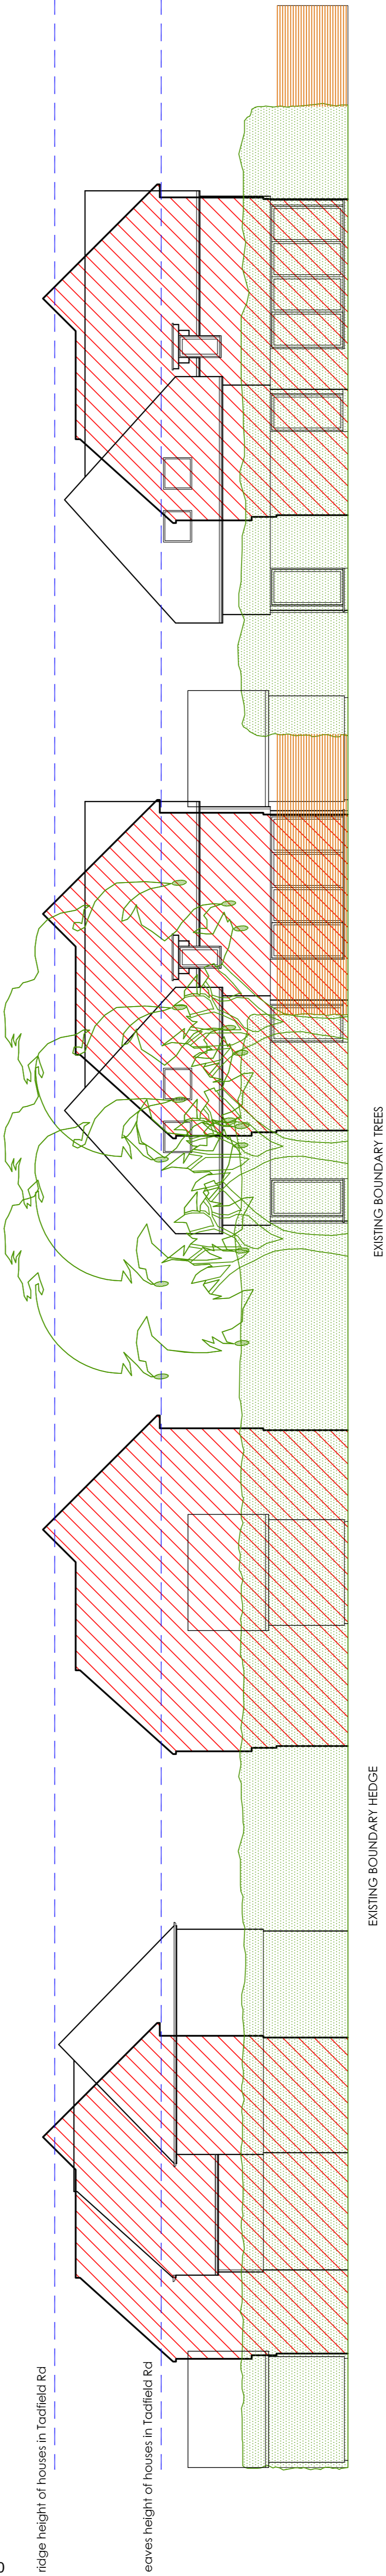 ridge height of houses in Tadfield Rd
eaves height of houses in Tadfield Rd
EXISTING BOUNDARY HEDGE
EXISTING BOUNDARY TREES